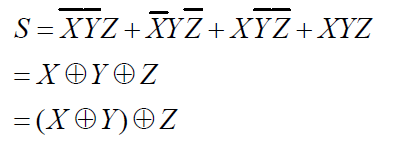 S = X̅Y̅Z + X̅YZ̅ + XY̅Z̅ + XYZ
= X ⊕ Y ⊕ Z
= (X ⊕ Y) ⊕ Z